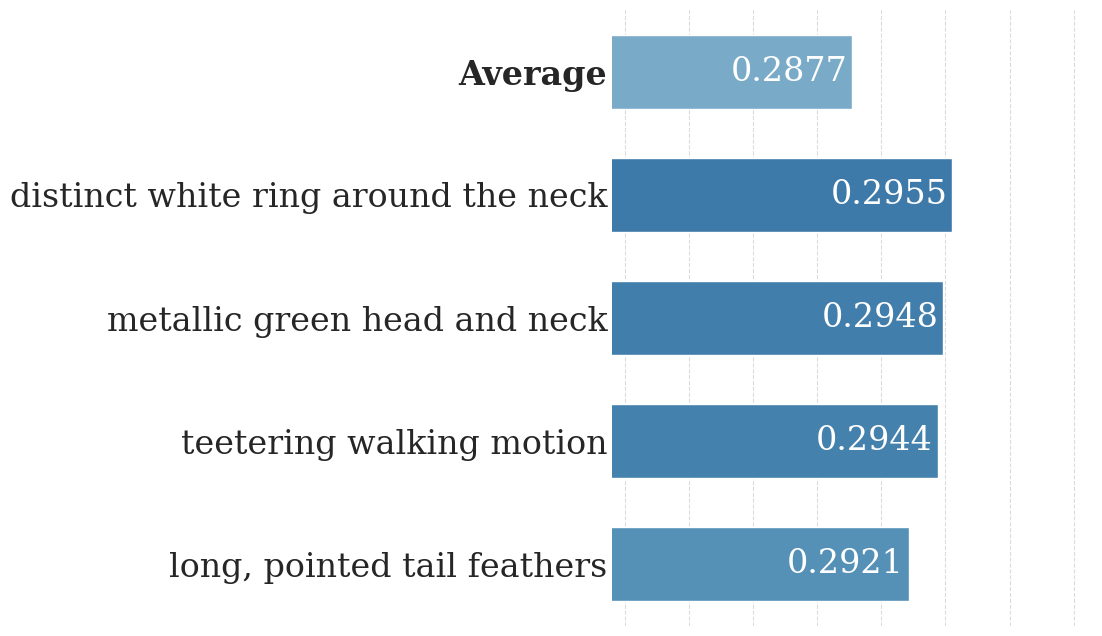 Average 0.2877
distinct white ring around the neck 0.2955
metallic green head and neck 0.2948
teetering walking motion 0.2944
long, pointed tail feathers 0.2921